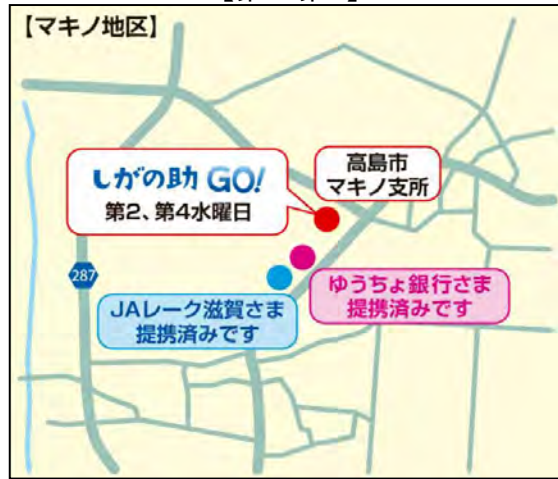 【マキノ地区】
しがの助 GO!
第2、第4水曜日
高島市
マキノ支所
287
JAレーク滋賀さま
提携済みです
ゆうちょ銀行さま
提携済みです